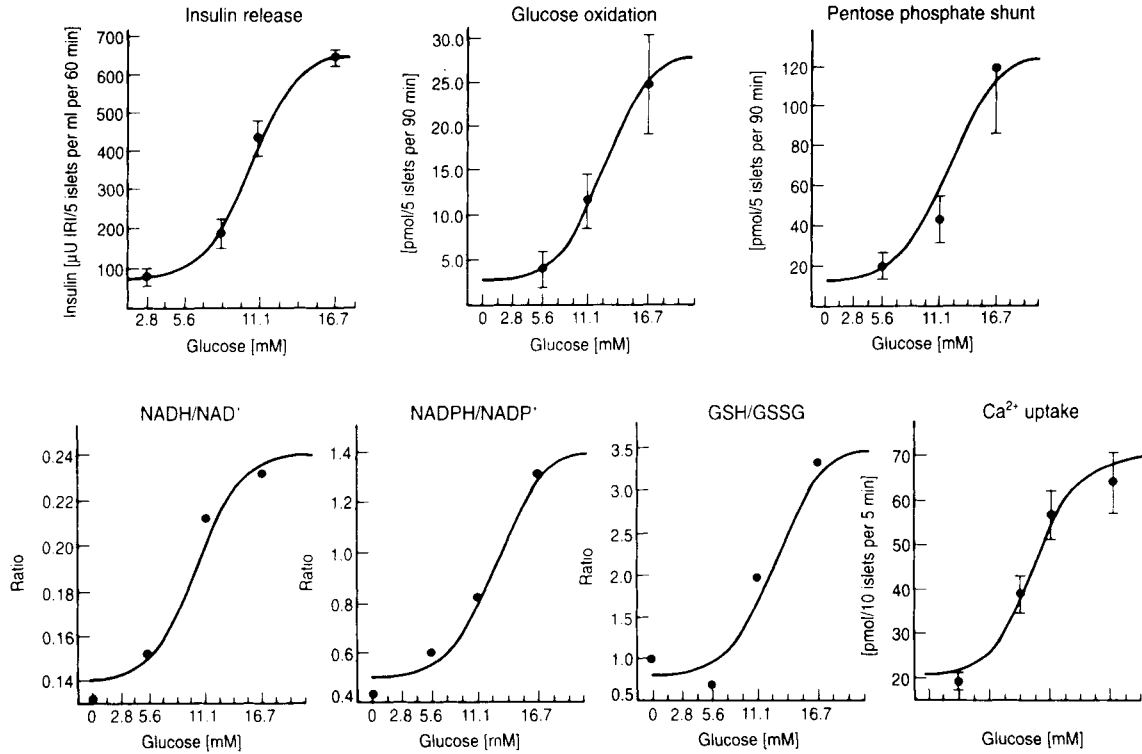 Insulin release
Insulin [µU IRI/5 islets per ml per 60 min]
700
600
500
400
300
200
100
2.8 5.6 11.1 16.7
Glucose [mM]
Glucose oxidation
[pmol/5 islets per 90 min]
30.0
25.0
20.0
15.0
10.0
5.0
0 5.6 11.1 16.7
Glucose [mM]
Pentose phosphate shunt
[pmol/5 islets per 90 min]
120
100
80
60
40
20
0 2.8 5.6 11.1 16.7
Glucose [mM]
NADH/NAD+
Ratio
0.24
0.22
0.20
0.18
0.16
0.14
0 2.8 5.6 11.1 16.7
Glucose [mM]
NADPH/NADP+
Ratio
1.4
1.2
1.0
0.8
0.6
0.4
0 2.8 5.6 11.1 16.7
Glucose [mM]
GSH/GSSG
Ratio
3.5
3.0
2.5
2.0
1.5
1.0
0.5
0 2.8 5.6 11.1 16.7
Glucose [mM]
Ca²⁺ uptake
[pmol/10 islets per 5 min]
70
60
50
40
30
20
Glucose [mM]